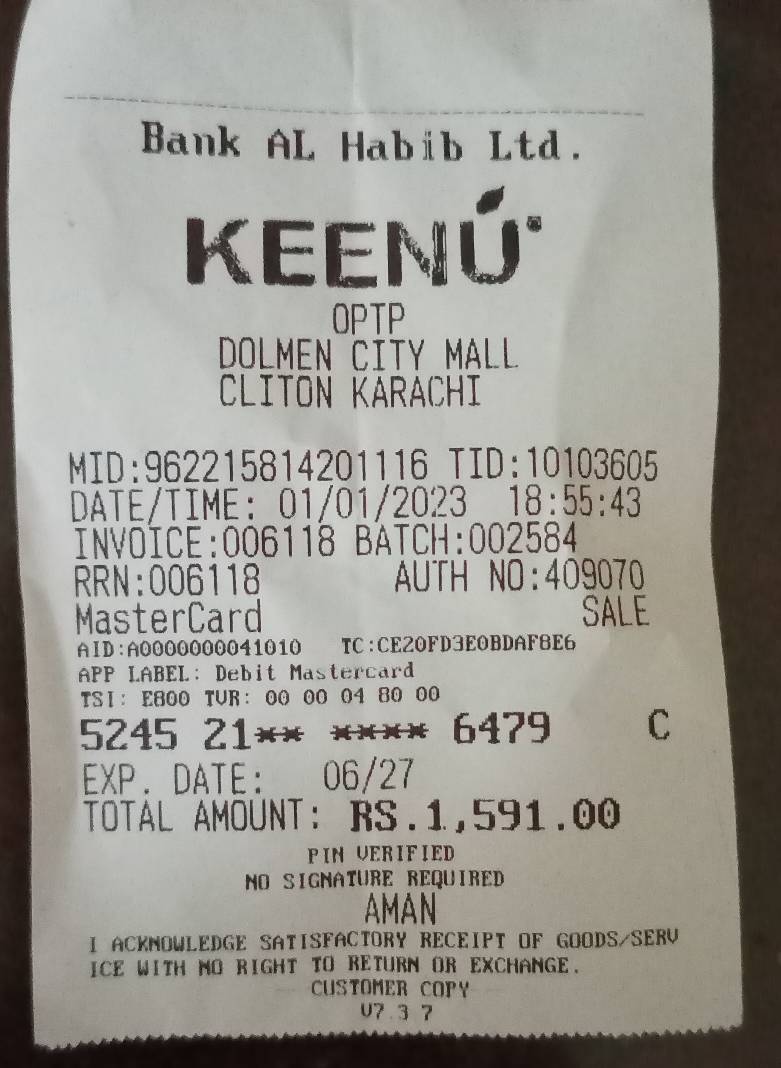 Bank AL Habib Ltd.
KEENÚ
OPTP
DOLMEN CITY MALL
CLITON KARACHI
MID:962215814201116 TID:10103605
DATE/TIME: 01/01/2023 18:55:43
INVOICE:006118 BATCH:002584
RRN:006118 AUTH NO:409070
MasterCard SALE
AID:A0000000041010 TC:CE20FD3E0BDAF8E6
APP LABEL: Debit Mastercard
TSI: E800 TVR: 00 00 04 80 00
5245 21** **** 6479 C
EXP. DATE: 06/27
TOTAL AMOUNT: RS.1,591.00
PIN VERIFIED
NO SIGNATURE REQUIRED
AMAN
I ACKNOWLEDGE SATISFACTORY RECEIPT OF GOODS/SERV
ICE WITH NO RIGHT TO RETURN OR EXCHANGE.
CUSTOMER COPY
V7.3 7